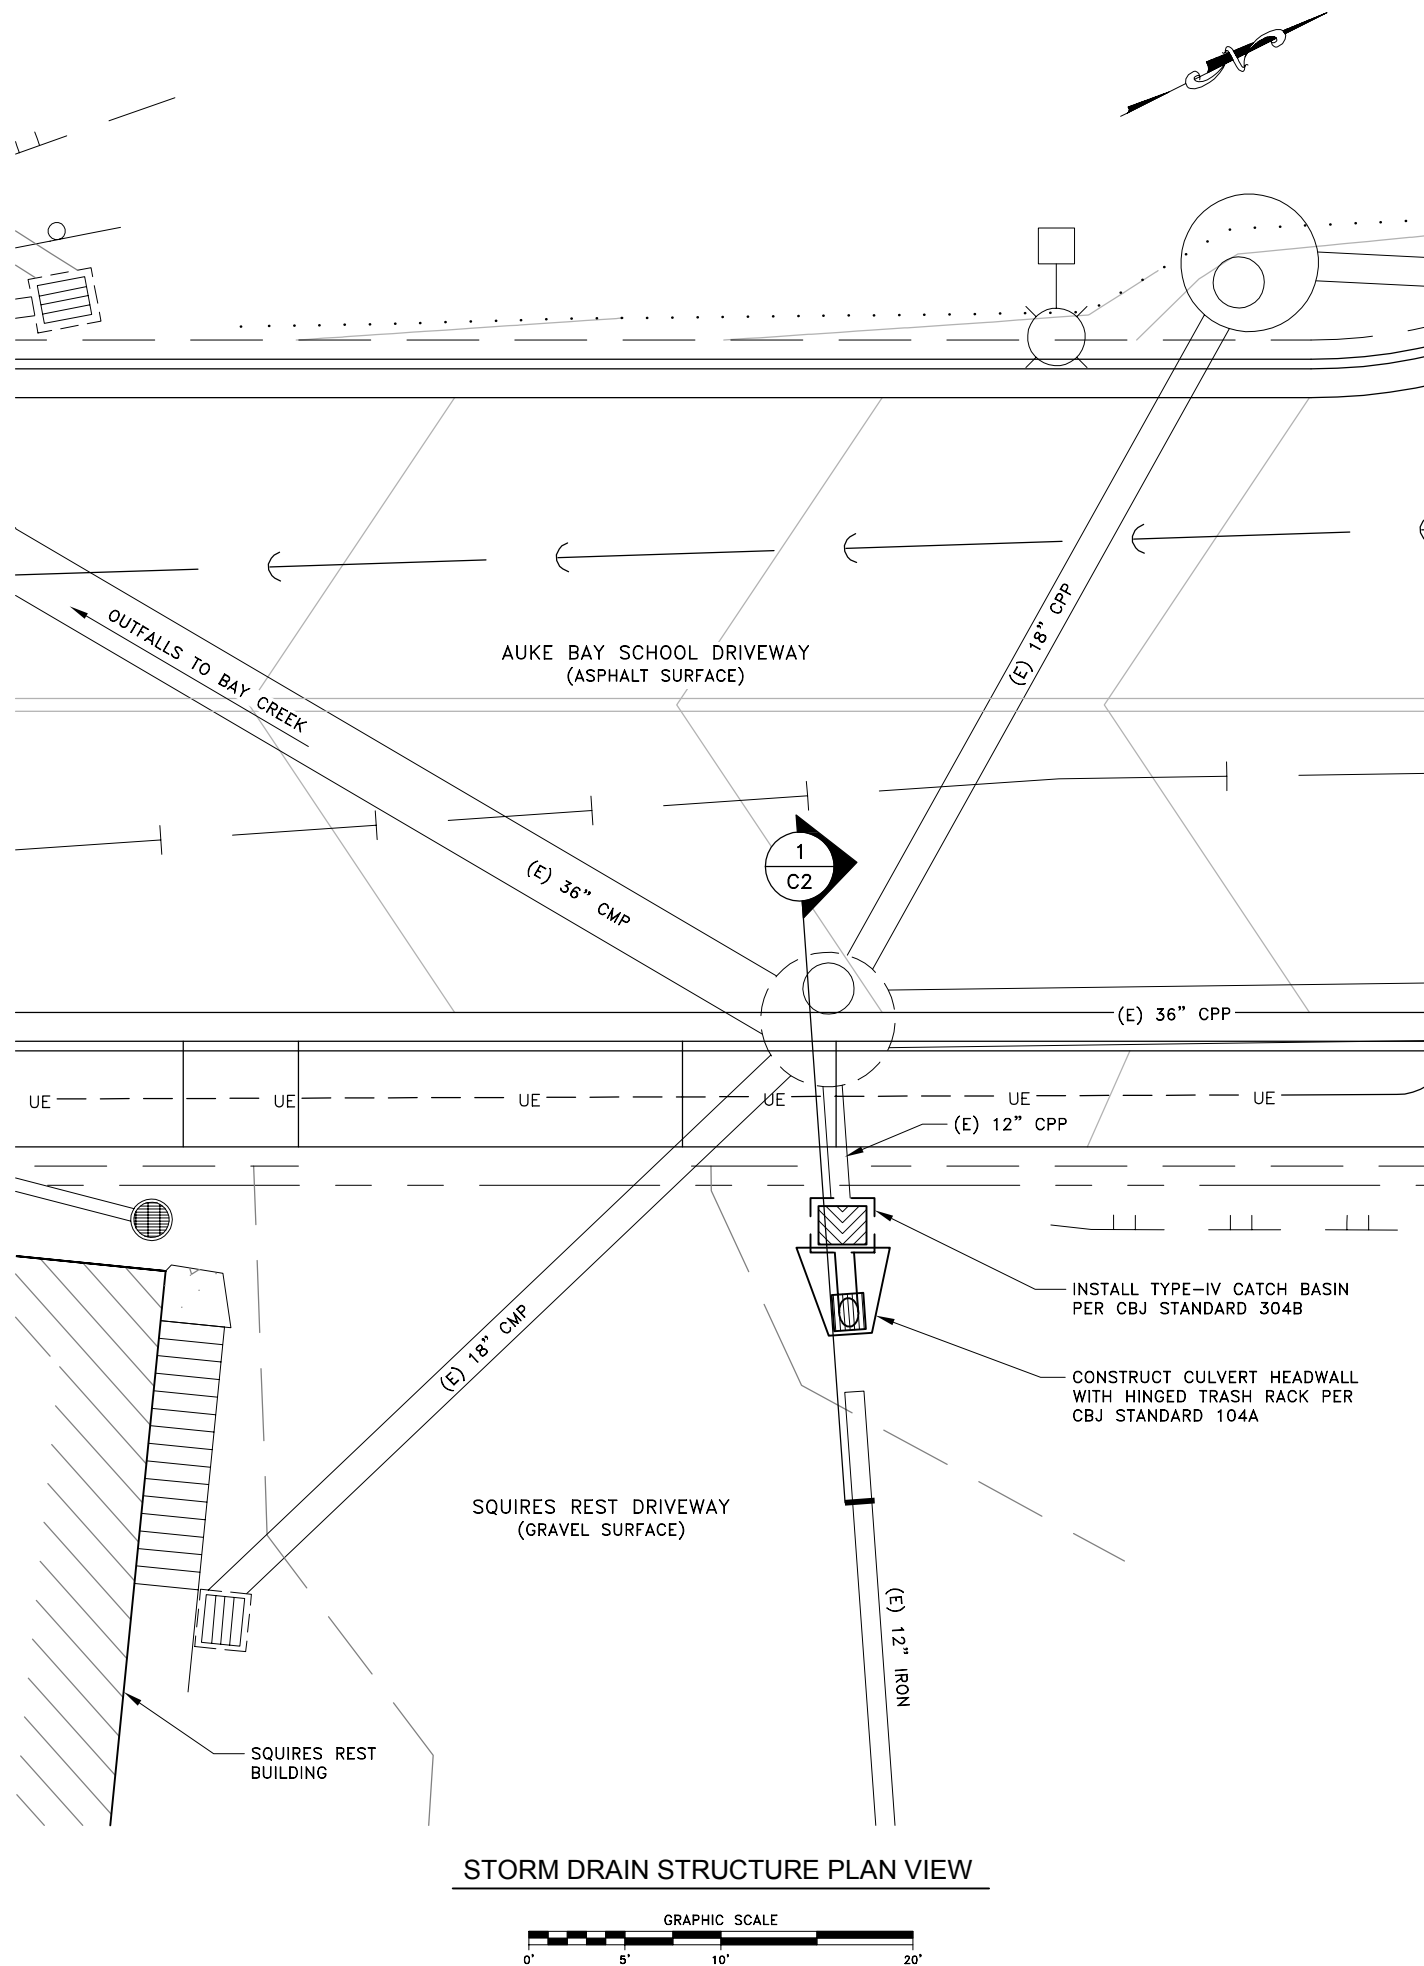 N
(E) 18” CPP
OUTFALLS TO BAY CREEK
AUKE BAY SCHOOL DRIVEWAY
(ASPHALT SURFACE)
1
C2
(E) 36” CMP
(E) 36” CPP
UE
UE
UE
UE
UE
UE
(E) 12” CPP
INSTALL TYPE-IV CATCH BASIN
PER CBJ STANDARD 304B
(E) 18” CMP
CONSTRUCT CULVERT HEADWALL
WITH HINGED TRASH RACK PER
CBJ STANDARD 104A
SQUIRES REST DRIVEWAY
(GRAVEL SURFACE)
(E) 12” IRON
SQUIRES REST
BUILDING
STORM DRAIN STRUCTURE PLAN VIEW
GRAPHIC SCALE
0' 5' 10' 20'